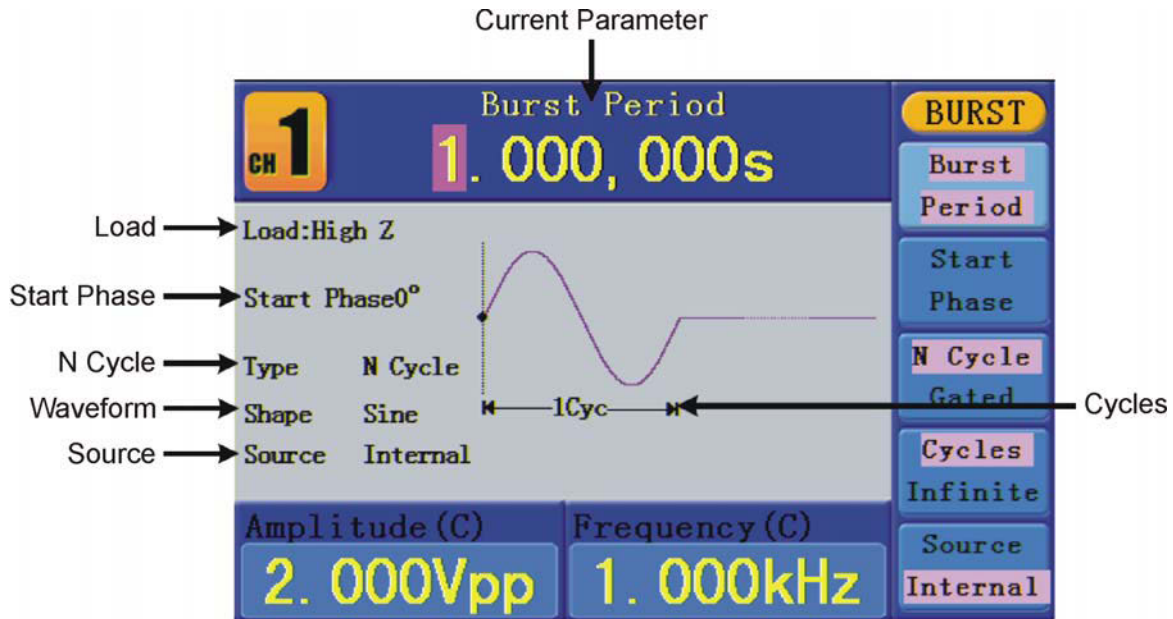 Current Parameter
CH 1
Burst Period
1.000,000s
BURST
Burst
Period
Start
Phase
N Cycle
Gated
Cycles
Infinite
Source
Internal
Load
Load:High Z
Start Phase
Start Phase0°
N Cycle
Type N Cycle
Waveform
Shape Sine
1Cyc
Cycles
Source
Source Internal
Amplitude(C)
2.000Vpp
Frequency(C)
1.000kHz